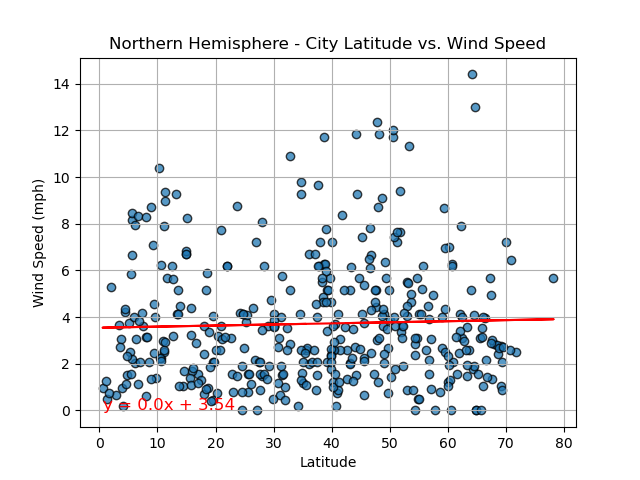 Northern Hemisphere - City Latitude vs. Wind Speed
Wind Speed (mph)
14
12
10
8
6
4
2
0
y = 0.0x + 3.54
0 10 20 30 40 50 60 70 80
Latitude